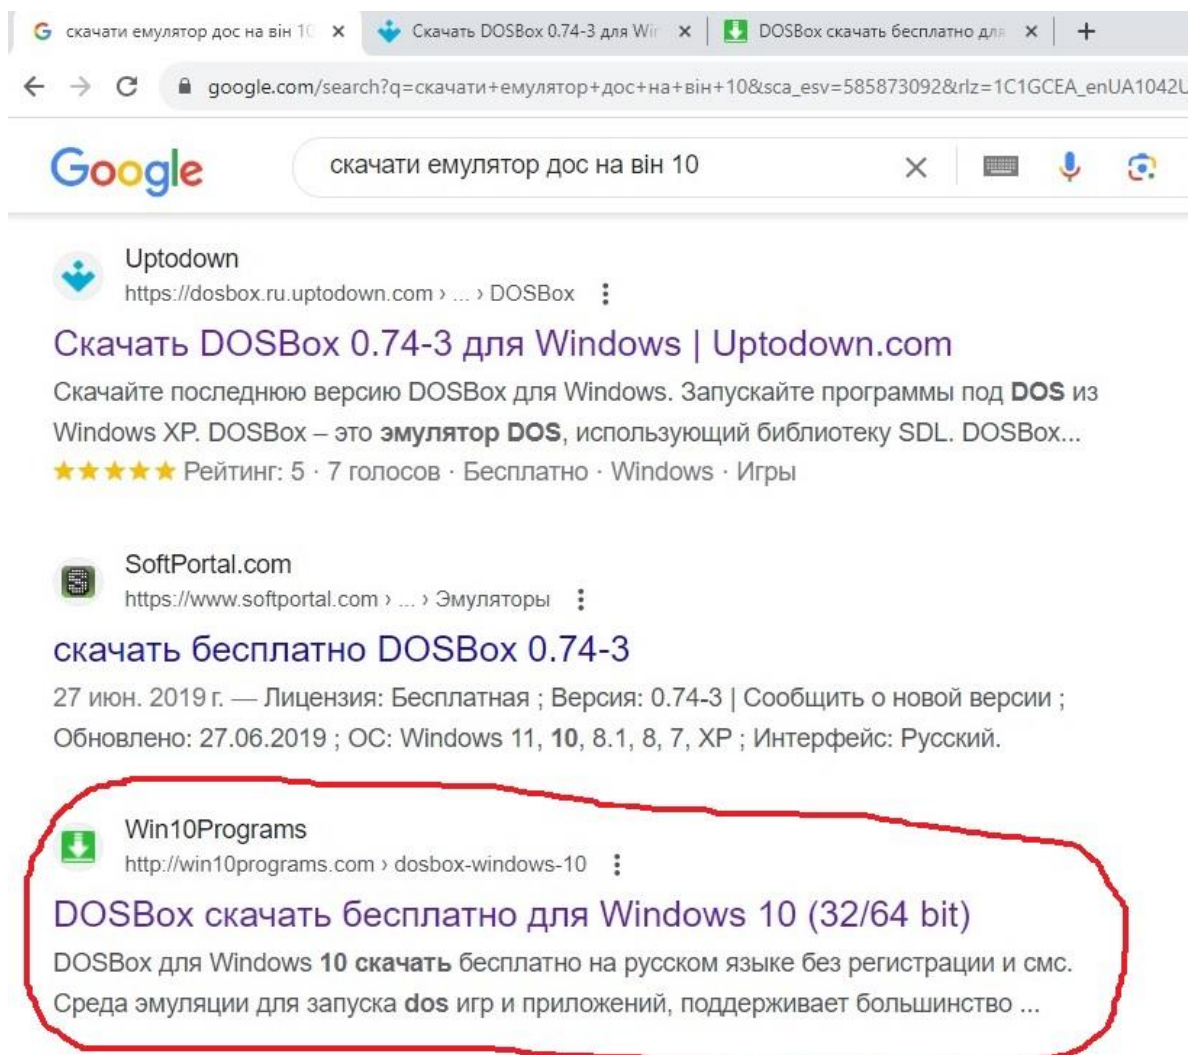 скачати емулятор дос на він 10
Скачать DOSBox 0.74-3 для Wi
DOSBox скачать бесплатно дл
google.com/search?q=скачати+емулятор+дос+на+він+10&sca_esv=585873092&rlz=1C1GCEA_enUA1042U
Google
скачати емулятор дос на він 10
Uptodown
https://dosbox.ru.uptodown.com › ... › DOSBox
Скачать DOSBox 0.74-3 для Windows | Uptodown.com
Скачайте последнюю версию DOSBox для Windows. Запускайте программы под DOS из
Windows XP. DOSBox – это эмулятор DOS, использующий библиотеку SDL. DOSBox...
Рейтинг: 5 · 7 голосов · Бесплатно · Windows · Игры
SoftPortal.com
https://www.softportal.com › ... › Эмуляторы
скачать бесплатно DOSBox 0.74-3
27 июн. 2019 г. — Лицензия: Бесплатная ; Версия: 0.74-3 | Сообщить о новой версии ;
Обновлено: 27.06.2019 ; ОС: Windows 11, 10, 8.1, 8, 7, XP ; Интерфейс: Русский.
Win10Programs
http://win10programs.com › dosbox-windows-10
DOSBox скачать бесплатно для Windows 10 (32/64 bit)
DOSBox для Windows 10 скачать бесплатно на русском языке без регистрации и смс.
Среда эмуляции для запуска dos игр и приложений, поддерживает большинство ...